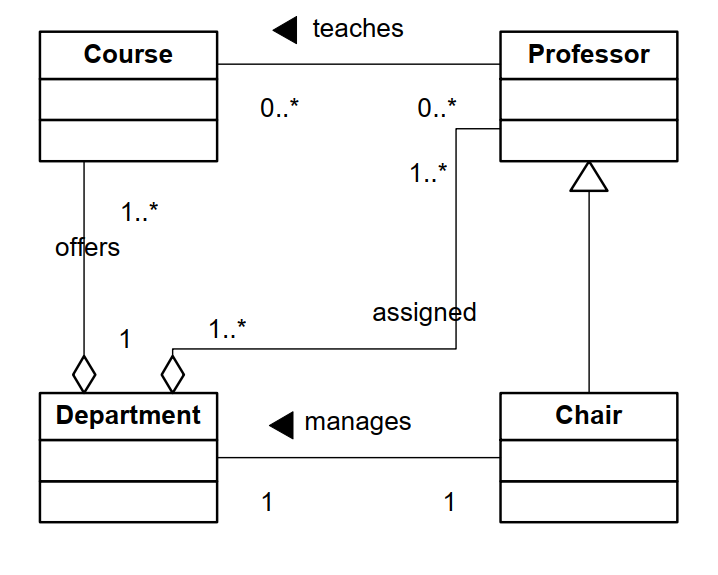 teaches
Course
Professor
0..*
0..*
1..*
1..*
offers
assigned
1..*
1
Department
manages
Chair
1
1